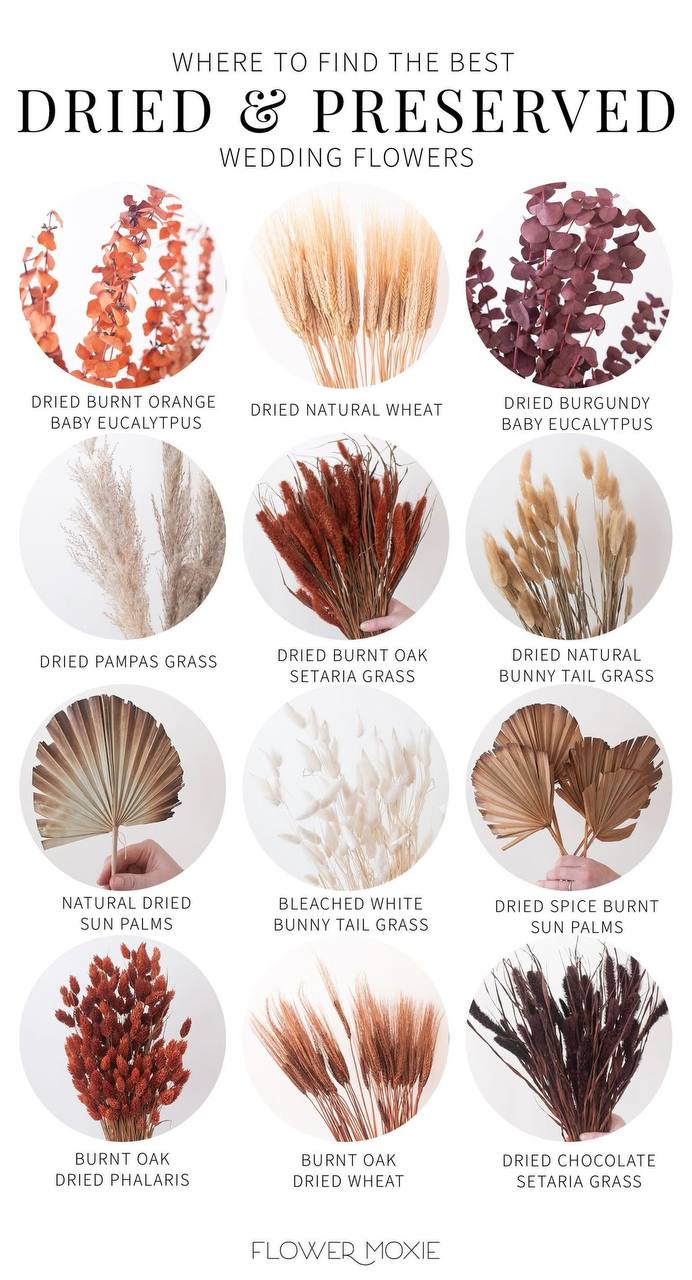 WHERE TO FIND THE BEST
DRIED & PRESERVED
WEDDING FLOWERS
DRIED BURNT ORANGE
BABY EUCALYTPUS
DRIED NATURAL WHEAT
DRIED BURGUNDY
BABY EUCALYTPUS
DRIED PAMPAS GRASS
DRIED BURNT OAK
SETARIA GRASS
DRIED NATURAL
BUNNY TAIL GRASS
NATURAL DRIED
SUN PALMS
BLEACHED WHITE
BUNNY TAIL GRASS
DRIED SPICE BURNT
SUN PALMS
BURNT OAK
DRIED PHALARIS
BURNT OAK
DRIED WHEAT
DRIED CHOCOLATE
SETARIA GRASS
FLOWER MOXIE